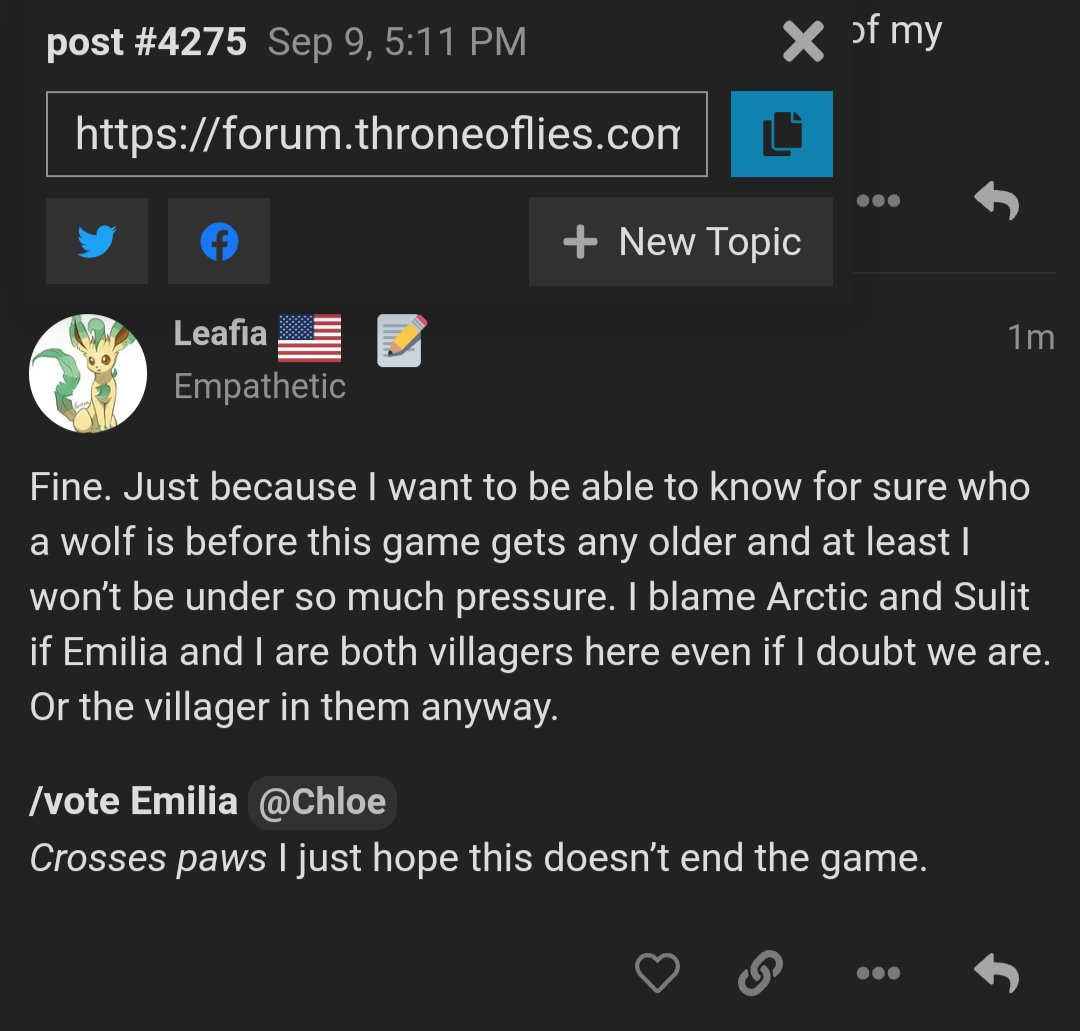 post #4275 Sep 9, 5:11 PM
of my
https://forum.throneoflies.com
New Topic
Leafia
1m
Empathetic
Fine. Just because I want to be able to know for sure who
a wolf is before this game gets any older and at least I
won’t be under so much pressure. I blame Arctic and Sulit
if Emilia and I are both villagers here even if I doubt we are.
Or the villager in them anyway.
/vote Emilia @Chloe
Crosses paws I just hope this doesn’t end the game.